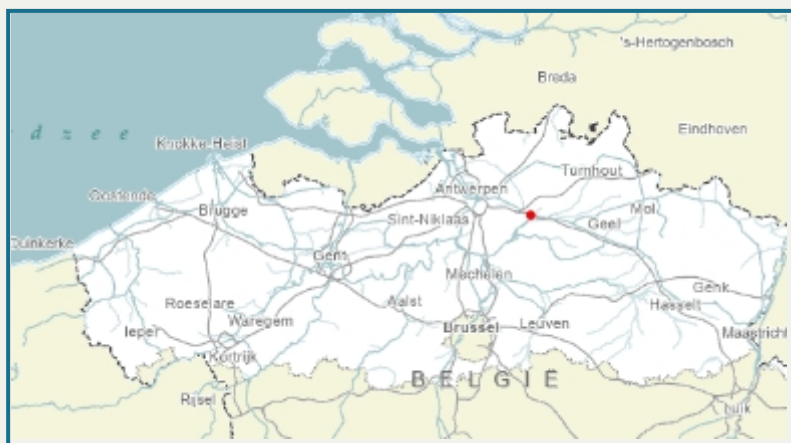 's-Hertogenbosch
Breda
Eindhoven
d z e e
Knokke-Heist
Turnhout
Antwerpen
Oostende
Brugge
Sint-Niklaas
Mol
Geel
Duinkerke
Gent
Mechelen
Genk
Roeselare
Aalst
Hasselt
Ieper
Waregem
Brussel
Leuven
Maastricht
Kortrijk
BELGIË
Rijsel
Luik